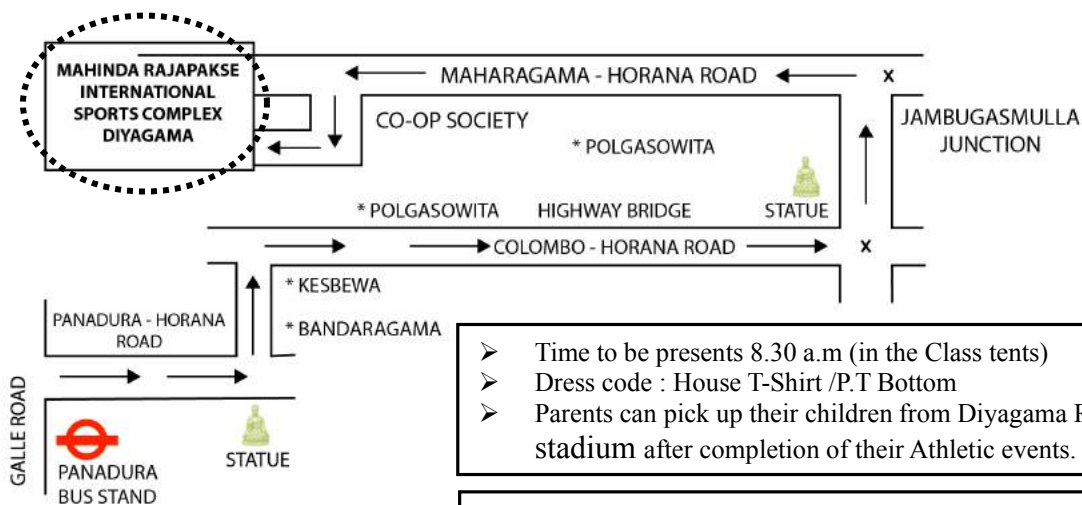 MAHINDA RAJAPAKSE
INTERNATIONAL
SPORTS COMPLEX
DIYAGAMA
MAHARAGAMA - HORANA ROAD
x
CO-OP SOCIETY
* POLGASOWITA
JAMBUGASMULLA
JUNCTION
* POLGASOWITA
HIGHWAY BRIDGE
STATUE
COLOMBO - HORANA ROAD
x
* KESBEWA
* BANDARAGAMA
PANADURA - HORANA
ROAD
GALLE ROAD
PANADURA
BUS STAND
STATUE
➢ Time to be presents 8.30 a.m (in the Class tents)
➢ Dress code : House T-Shirt /P.T Bottom
➢ Parents can pick up their children from Diyagama
stadium after completion of their Athletic events.